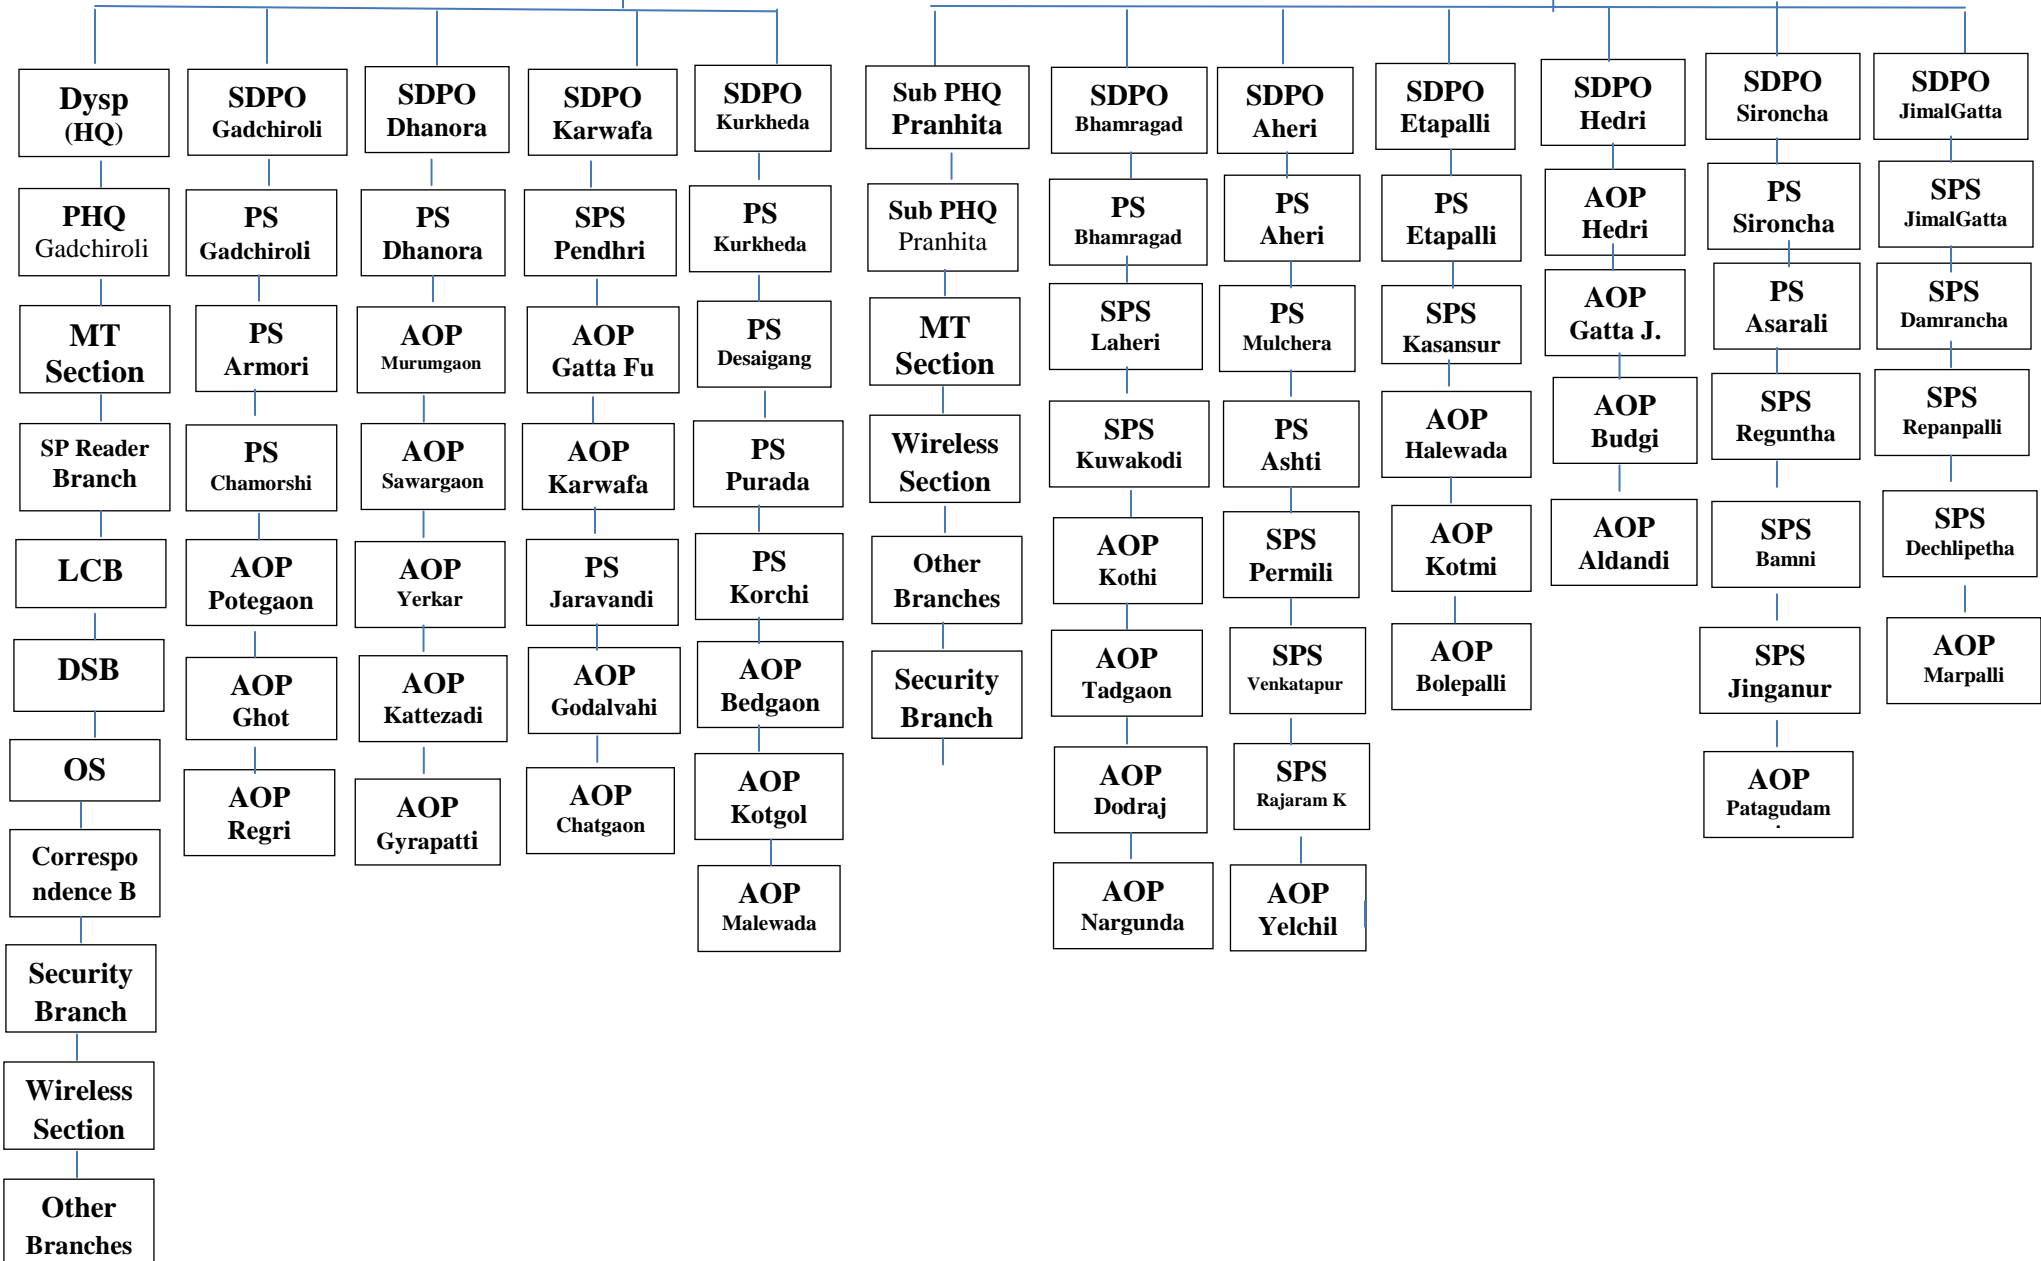 Dysp
(HQ)
PHQ
Gadchiroli
MT
Section
SP Reader
Branch
LCB
DSB
OS
Correspo
ndence B
Security
Branch
Wireless
Section
Other
Branches
SDPO
Gadchiroli
PS
Gadchiroli
PS
Armori
PS
Chamorshi
AOP
Potegaon
AOP
Ghot
AOP
Regri
SDPO
Dhanora
PS
Dhanora
AOP
Murumgaon
AOP
Sawargaon
AOP
Yerkar
AOP
Kattezadi
AOP
Gyrapatti
SDPO
Karwafa
SPS
Pendhri
AOP
Gatta Fu
AOP
Karwafa
PS
Jaravandi
AOP
Godalvahi
AOP
Chatgaon
SDPO
Kurkheda
PS
Kurkheda
PS
Desaigang
PS
Purada
PS
Korchi
AOP
Bedgaon
AOP
Kotgol
AOP
Malewada
Sub PHQ
Pranhita
Sub PHQ
Pranhita
MT
Section
Wireless
Section
Other
Branches
Security
Branch
SDPO
Bhamragad
PS
Bhamragad
SPS
Laheri
SPS
Kuwakodi
AOP
Kothi
AOP
Tadgaon
AOP
Dodraj
AOP
Nargunda
SDPO
Aheri
PS
Aheri
PS
Mulchera
PS
Ashti
SPS
Permili
SPS
Venkatapur
SPS
Rajaram K
AOP
Yelchil
SDPO
Etapalli
PS
Etapalli
SPS
Kasansur
AOP
Halewada
AOP
Kotmi
AOP
Bolepalli
SDPO
Hedri
AOP
Hedri
AOP
Gatta J.
AOP
Budgi
AOP
Aldandi
SDPO
Sironcha
PS
Sironcha
PS
Asarali
SPS
Reguntha
SPS
Bamni
SPS
Jinganur
AOP
Patagudam
.
SDPO
JimalGatta
SPS
JimalGatta
SPS
Damrancha
SPS
Repanpalli
SPS
Dechlipetha
AOP
Marpalli